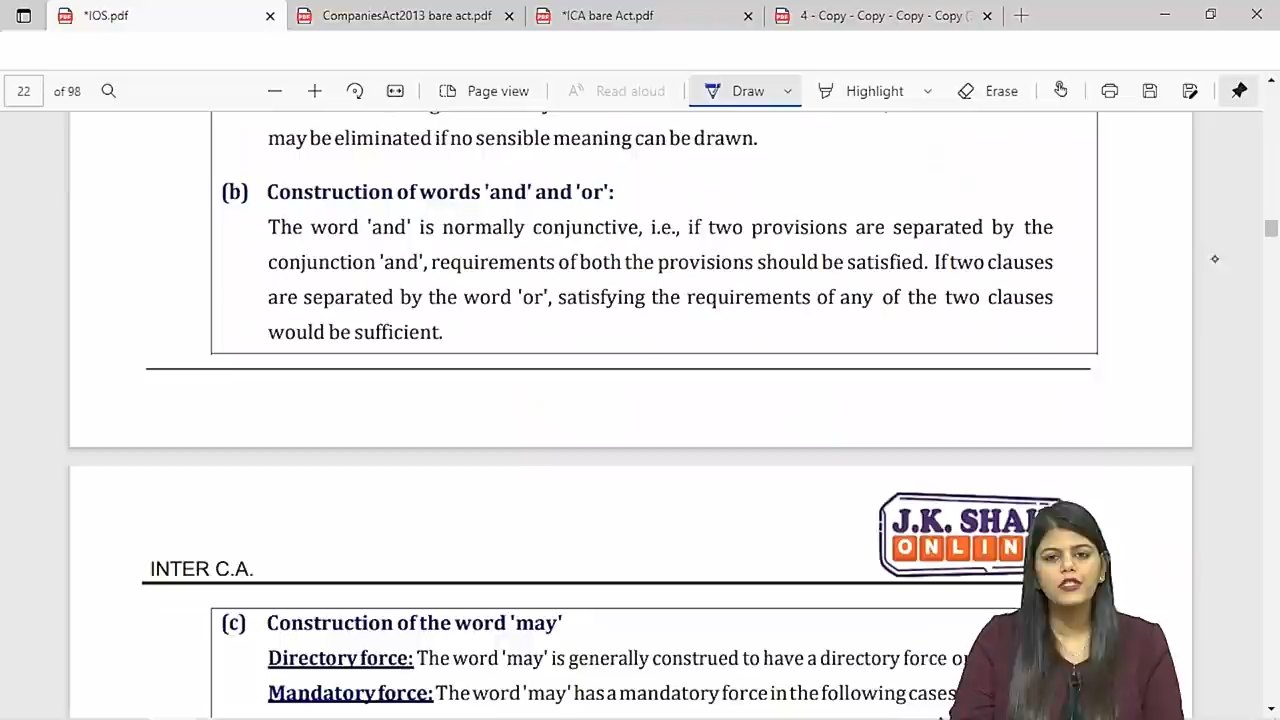 *IOS.pdf
CompaniesAct2013 bare act.pdf
*ICA bare Act.pdf
4 - Copy - Copy - Copy - Copy
22 of 98
Page view
Read aloud
Draw
Highlight
Erase
may be eliminated if no sensible meaning can be drawn.
(b) Construction of words 'and' and 'or':
The word 'and' is normally conjunctive, i.e., if two provisions are separated by the
conjunction 'and', requirements of both the provisions should be satisfied. If two clauses
are separated by the word 'or', satisfying the requirements of any of the two clauses
would be sufficient.
J.K. SHAH
ONLIN
INTER C.A.
(c) Construction of the word 'may'
Directory force: The word 'may' is generally construed to have a directory force
Mandatory force: The word 'may' has a mandatory force in the following cases